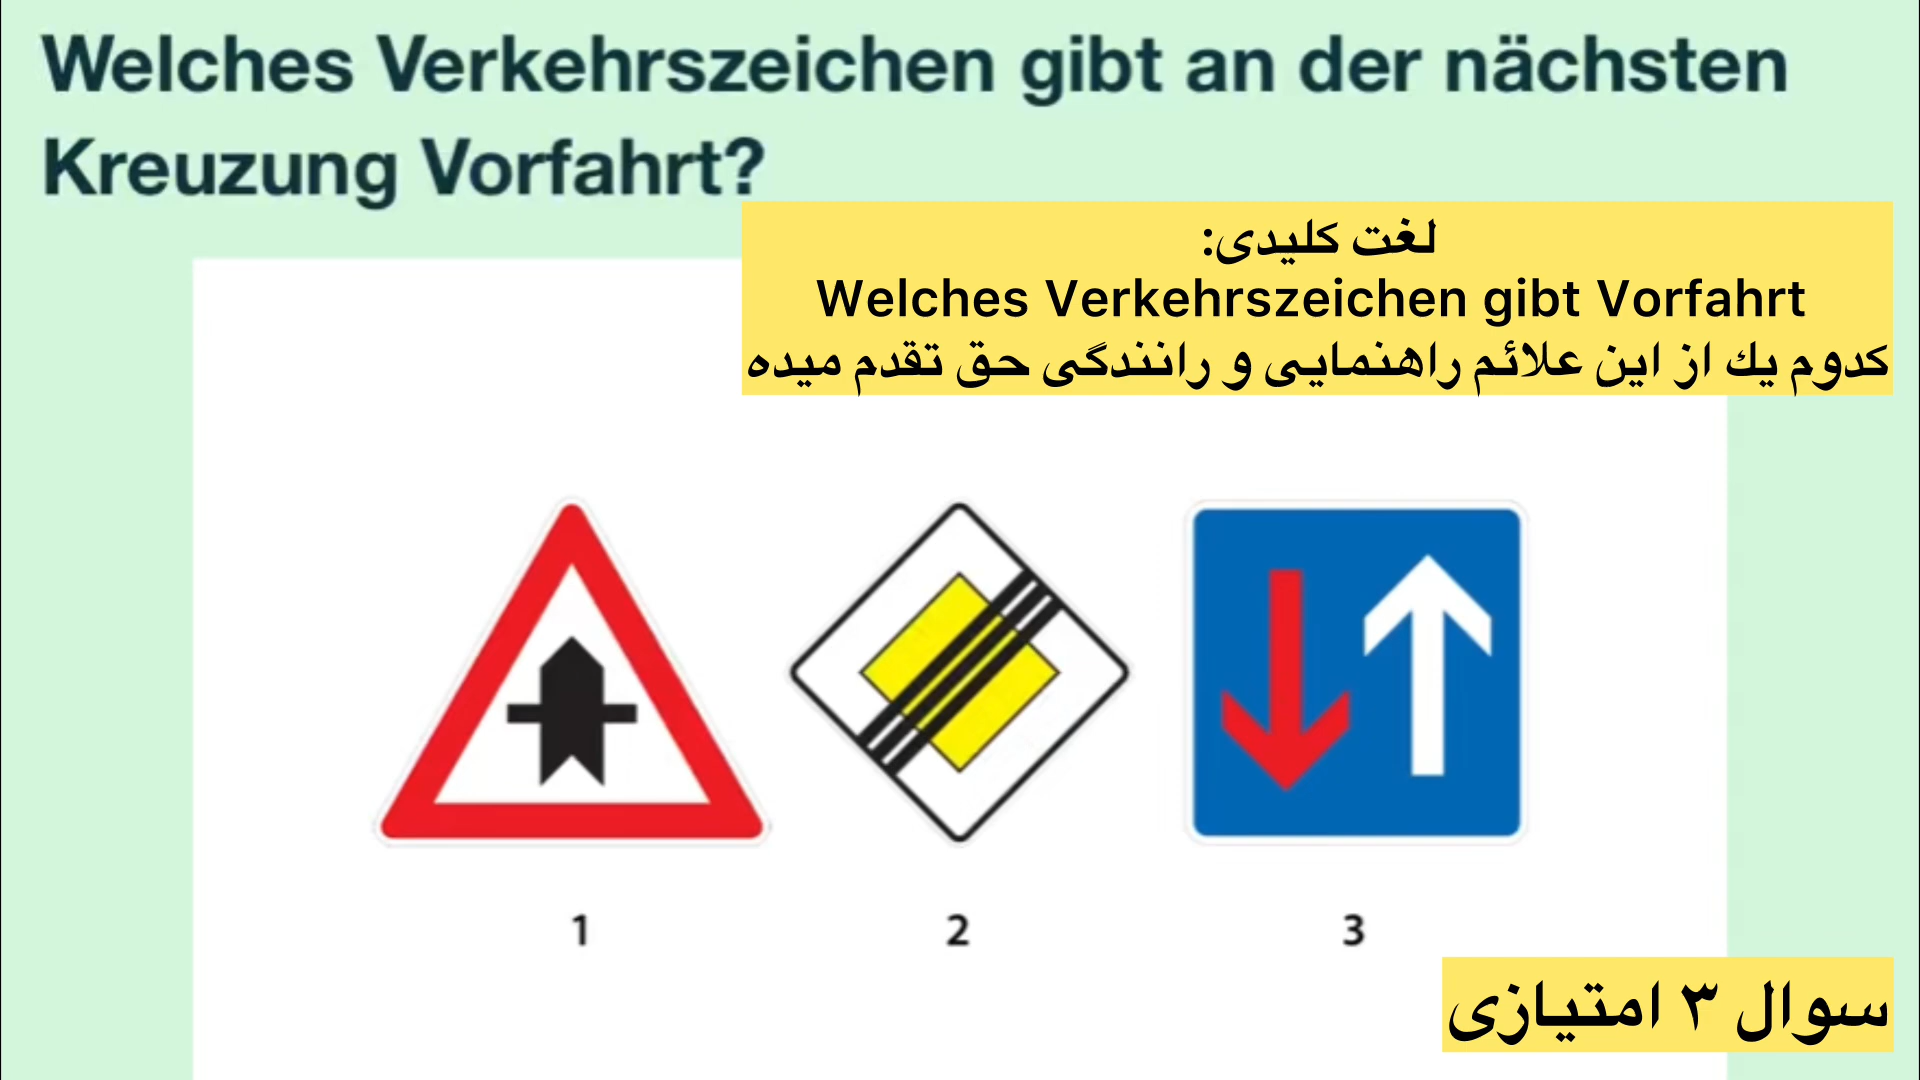 Welches Verkehrszeichen gibt an der nächsten
Kreuzung Vorfahrt?
لغت کلیدی:
Welches Verkehrszeichen gibt Vorfahrt
کدوم یك از این علائم راهنمایی و رانندگی حق تقدم میده
1 2 3
سوال ۳ امتیازی